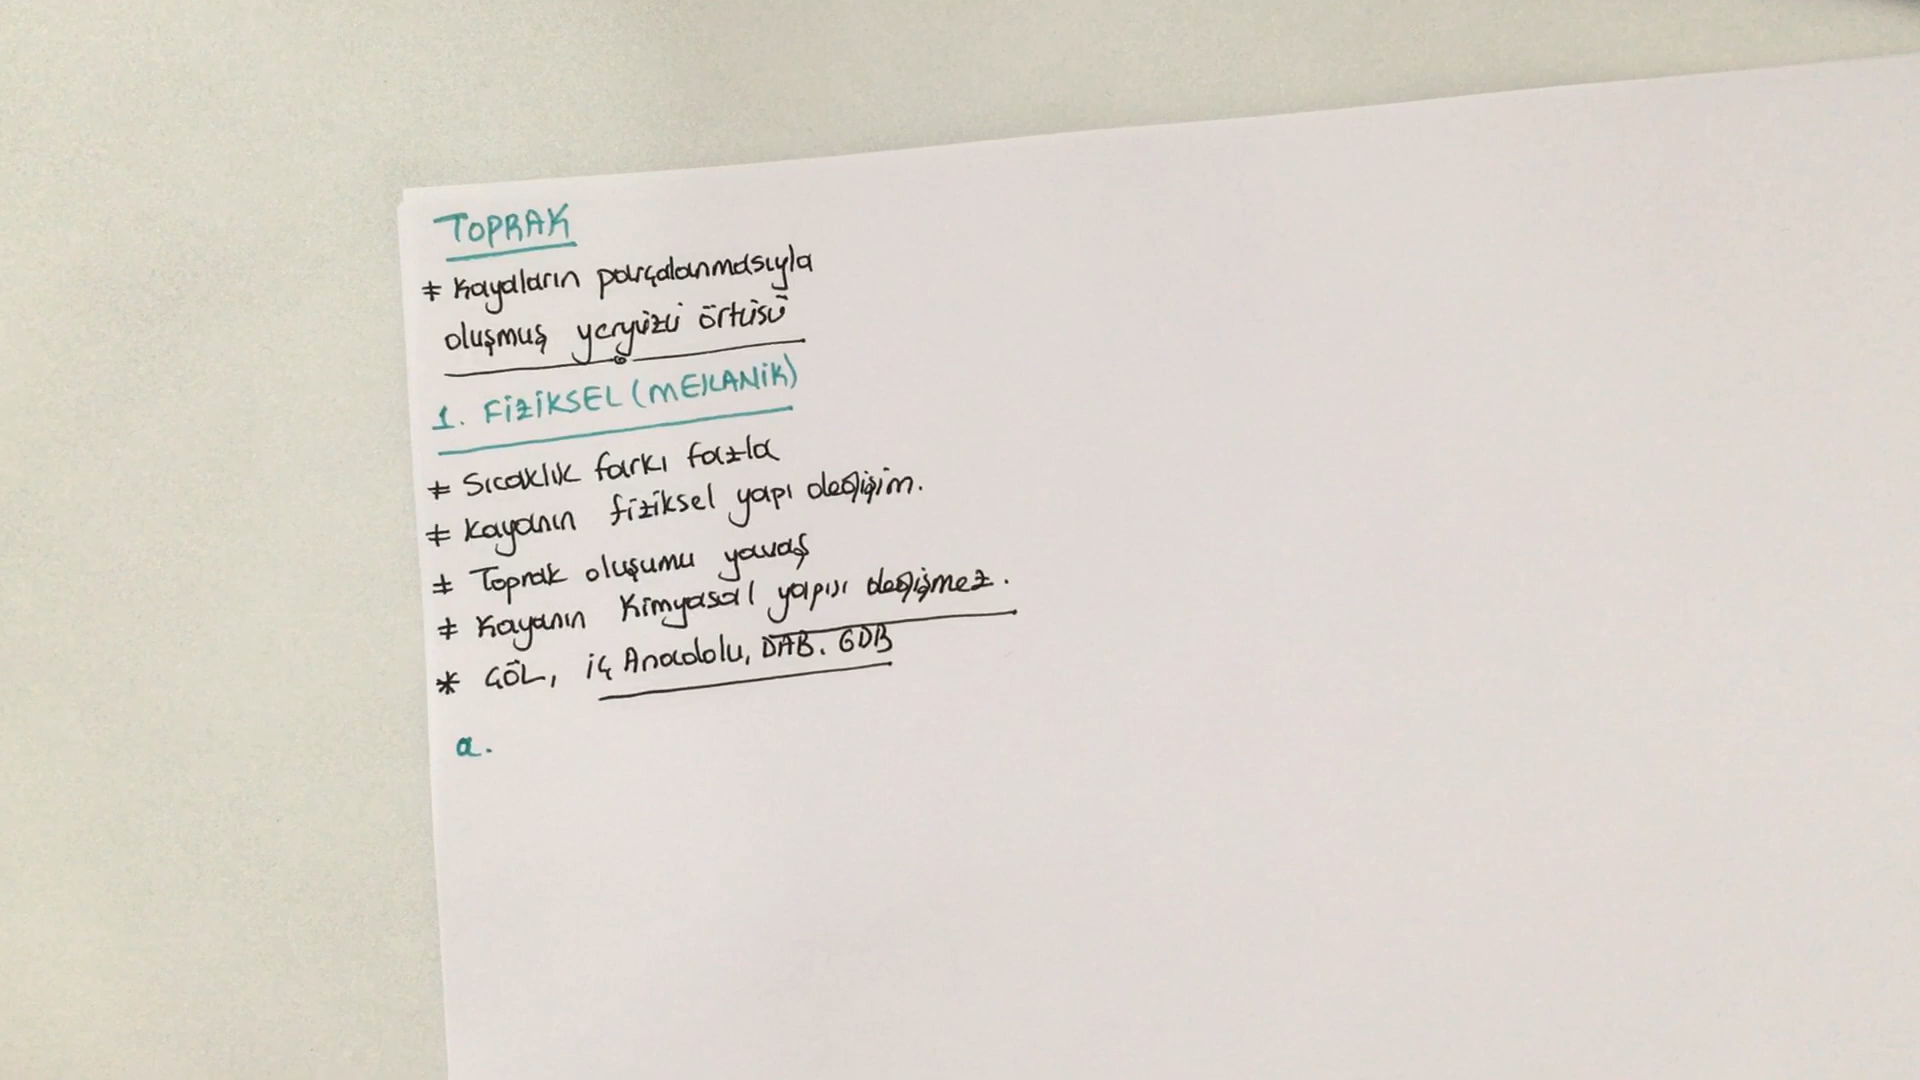 TOPRAK
* Kayaların parçalanmasıyla
oluşmuş yeryüzü örtüsü
1. FİZİKSEL (MEKANİK)
* Sıcaklık farkı fazla
* Kayanın fiziksel yapı değişim.
* Toprak oluşumu yavaş
* Kayanın Kimyasal yapısı değişmez.
* ÇÖL, iç Anadolu, DAB. GDB
a.